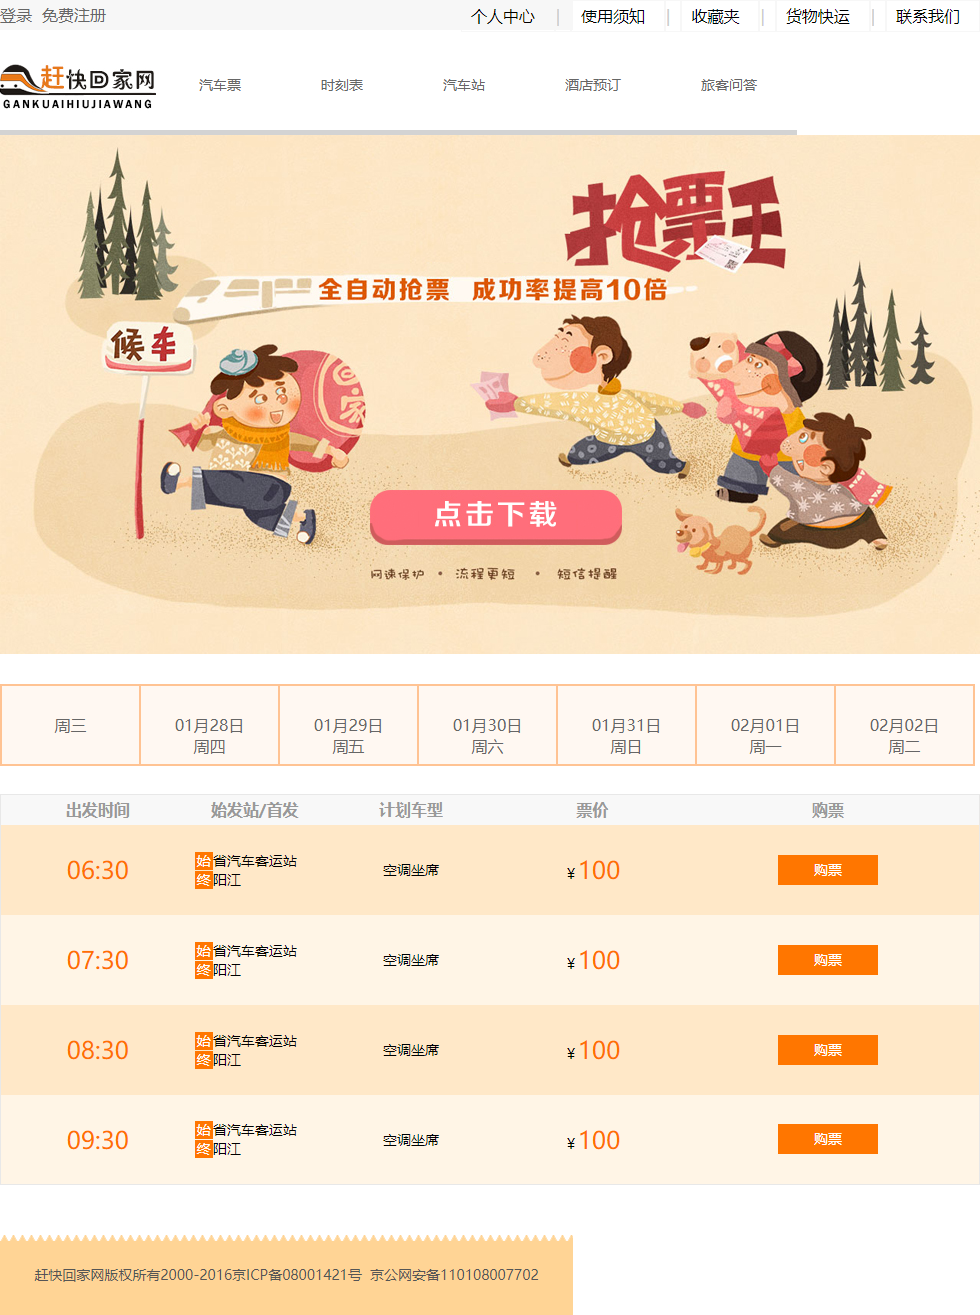 登录 免费注册 个人中心 | 使用须知 | 收藏夹 | 货物快运 | 联系我们
赶快回家网
GANKUAIHIUJIAWANG
汽车票 时刻表 汽车站 酒店预订 旅客问答
抢票王
全自动抢票 成功率提高10倍
候车
回家
点击下载
网速保护 • 流程更短 • 短信提醒
周三
01月28日 01月29日 01月30日 01月31日 02月01日 02月02日
周四 周五 周六 周日 周一 周二
出发时间 始发站/首发 计划车型 票价 购票
06:30 始省汽车客运站 空调坐席 ¥100 购票
终阳江
07:30 始省汽车客运站 空调坐席 ¥100 购票
终阳江
08:30 始省汽车客运站 空调坐席 ¥100 购票
终阳江
09:30 始省汽车客运站 空调坐席 ¥100 购票
终阳江
赶快回家网版权所有2000-2016京ICP备08001421号 京公网安备110108007702